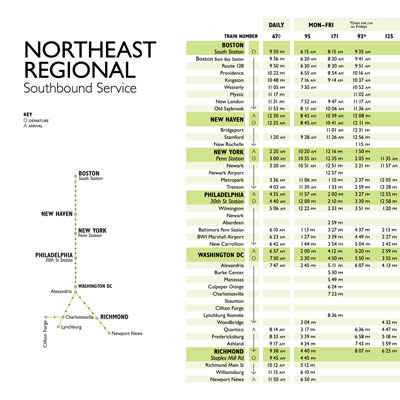 NORTHEAST
REGIONAL
Southbound Service
KEY
D DEPARTURE
A ARRIVAL
BOSTON
South Station
NEW HAVEN
NEW YORK
Penn Station
PHILADELPHIA
30th St Station
WASHINGTON DC
Alexandria
Clifton Forge
Charlottesville
RICHMOND
Lynchburg
Newport News
DAILY MON–FRI *Does not run on Fridays
TRAIN NUMBER 67 95 171 93* 125
BOSTON
South Station D 9 30 PM 6 15 AM 8 15 AM 9 35 AM
Boston Back Bay Station 9 36 PM 6 20 AM 8 20 AM 9 41 AM
Route 128 9 50 PM 6 30 AM 8 30 AM 9 51 AM
Providence 10 22 PM 6 55 AM 8 54 AM 10 16 AM
Kingston 10 48 PM 7 16 AM 9 14 AM 10 37 AM
Westerly 11 05 PM 7 30 AM 10 52 AM
Mystic 11 17 PM 11 02 AM
New London 11 31 PM 7 52 AM 9 47 AM 11 17 AM
Old Saybrook 11 53 PM 8 11 AM 10 06 AM 11 36 AM
NEW HAVEN A 12 30 AM 8 43 AM 10 39 AM 12 08 PM
D 12 35 AM 8 45 AM 10 41 AM 12 11 PM
Bridgeport 11 01 AM 12 31 PM
Stamford 1 20 AM 9 28 AM 11 26 AM 12 56 PM
New Rochelle 1 15 PM
NEW YORK A 2 20 AM 10 20 AM 12 16 PM 1 50 PM
Penn Station D 3 00 AM 10 35 AM 12 35 PM 2 05 PM 11 35 AM
Newark 3 20 AM 10 51 AM 12 51 PM 2 21 PM 11 57 AM
Newark Airport 12 57 PM
Metropark 3 36 AM 11 06 AM 1 10 PM 2 37 PM 12 05 PM
Trenton 4 03 AM 11 30 AM 1 33 PM 2 59 PM 12 28 PM
PHILADELPHIA A 4 35 AM 11 57 AM 2 00 PM 3 27 PM 12 55 PM
30th St Station D 4 40 AM 12 00 PM 2 10 PM 3 30 PM 12 58 PM
Wilmington 5 06 AM 12 22 PM 2 33 PM 3 51 PM 1 20 PM
Newark
Aberdeen 2 59 PM
Baltimore Penn Station 6 10 AM 1 13 PM 3 27 PM 4 37 PM 2 13 PM
BWI Marshall Airport 6 23 AM 1 27 PM 3 39 PM 4 49 PM 2 27 PM
New Carrollton 6 42 AM 1 44 PM 3 54 PM 5 04 PM 2 43 PM
WASHINGTON DC A 6 57 AM 2 00 PM 4 12 PM 5 20 PM 2 59 PM
D 7 30 AM 2 30 PM 4 50 PM 5 50 PM 3 55 PM
Alexandria 7 47 AM 2 45 PM 5 11 PM 6 07 PM 4 13 PM
Burke Center 5 30 PM
Manassas 5 49 PM
Culpeper Orange 6 24 PM
Charlottesville 7 23 PM
Staunton
Clifton Forge
Lynchburg Roanoke 8 36 PM
Woodbridge 3 04 PM 4 32 PM
Quantico A 8 14 AM 3 17 PM 6 36 PM 4 47 PM
Fredericksburg 8 33 AM 3 39 PM 6 58 PM 5 18 PM
Ashland 9 17 AM 4 24 PM 7 43 PM 5 59 PM
RICHMOND 9 38 AM 4 40 PM 8 07 PM 6 25 PM
Staples Mill Rd D 9 45 AM 4 45 PM
Richmond Main St 10 12 AM 5 12 PM
Williamsburg 11 15 AM 6 10 PM
Newport News A 11 50 AM 6 50 PM